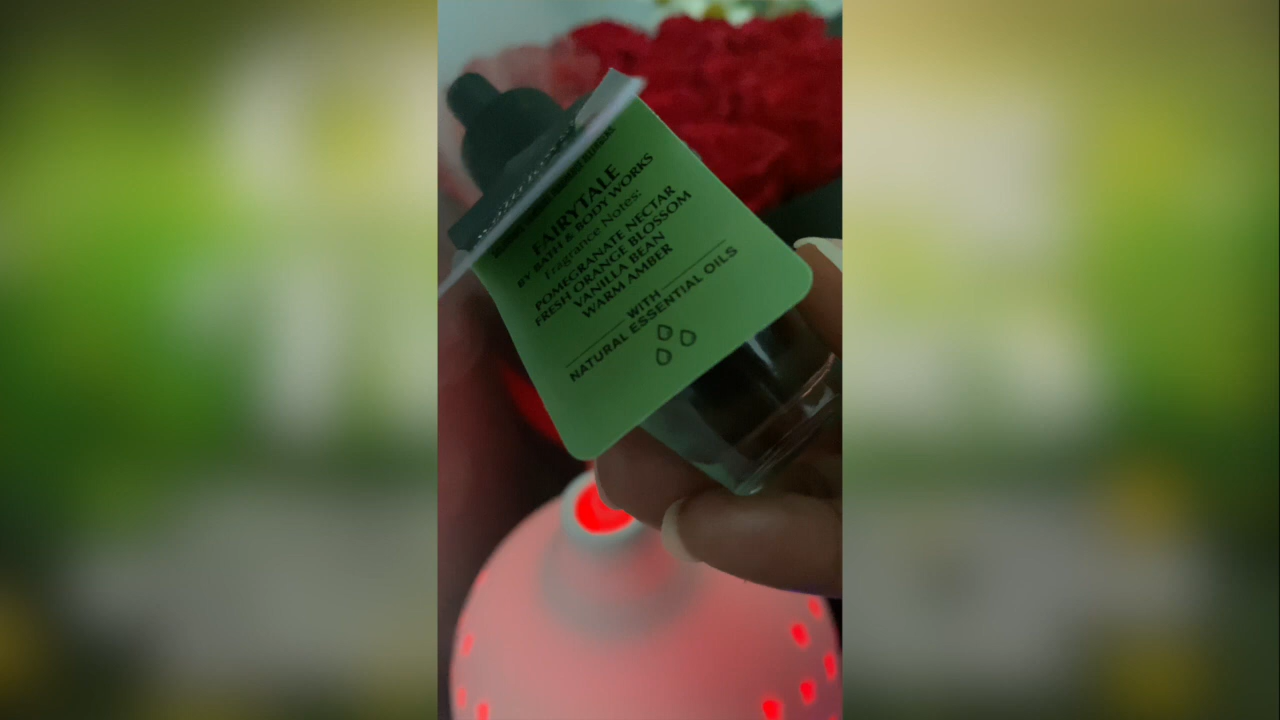 FAIRYTALE
BY BATH & BODY WORKS
Fragrance Notes:
POMEGRANATE NECTAR
FRESH ORANGE BLOSSOM
VANILLA BEAN
WARM AMBER
WITH
NATURAL ESSENTIAL OILS